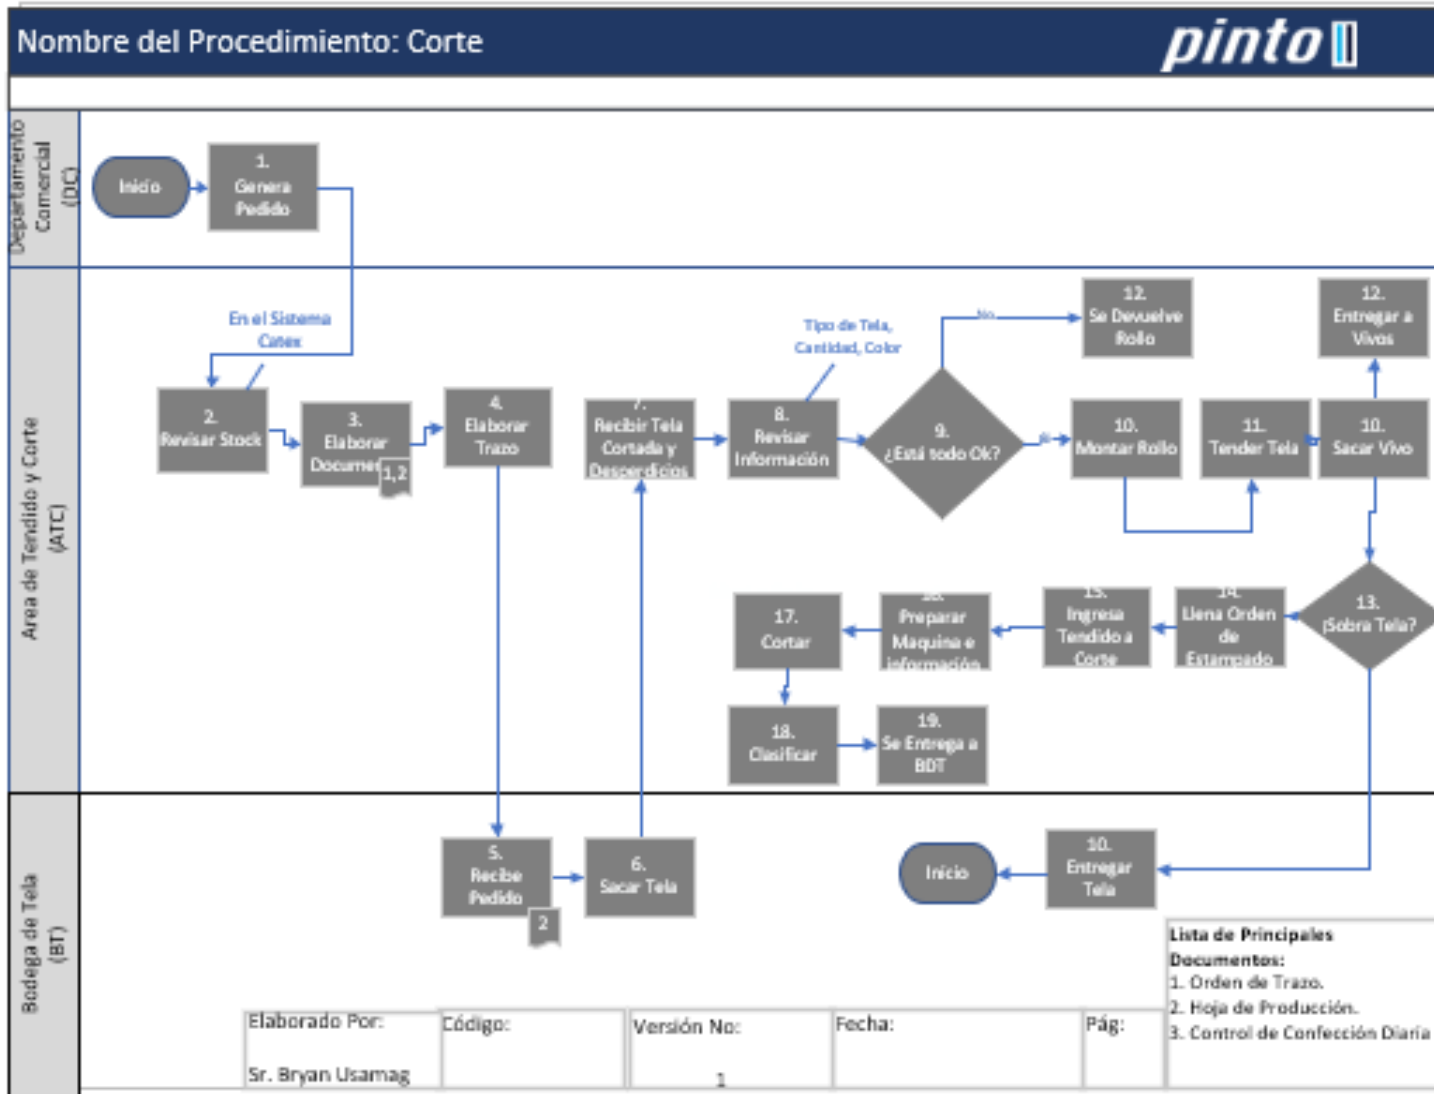 Nombre del Procedimiento: Corte
pinto
Departamento
Comercial
(DC)
Inicio
1.
Genera
Pedido
Area de Tendido y Corte
(ATC)
En el Sistema
Catex
2.
Revisar Stock
3.
Elaborar
Documen
1,2
4.
Elaborar
Trazo
7.
Recibir Tela
Cortada y
Desperdicios
Tipo de Tela,
Cantidad, Color
8.
Revisar
Información
9.
¿Está todo Ok?
No
12.
Se Devuelve
Rollo
10.
Montar Rollo
11.
Tender Tela
12.
Entregar a
Vivos
10.
Sacar Vivo
13.
¡Sobra Tela?
14.
Llena Orden
de
Estampado
15.
Ingresa
Tendido a
Corte
16.
Preparar
Maquina e
información
17.
Cortar
18.
Clasificar
19.
Se Entrega a
BDT
Bodega de Tela
(BT)
5.
Recibe
Pedido
2
6.
Sacar Tela
Inicio
10.
Entregar
Tela
Lista de Principales
Documentos:
1. Orden de Trazo.
2. Hoja de Producción.
3. Control de Confección Diaria
Elaborado Por:
Sr. Bryan Usamag
Código:
Versión No:
1
Fecha:
Pág: